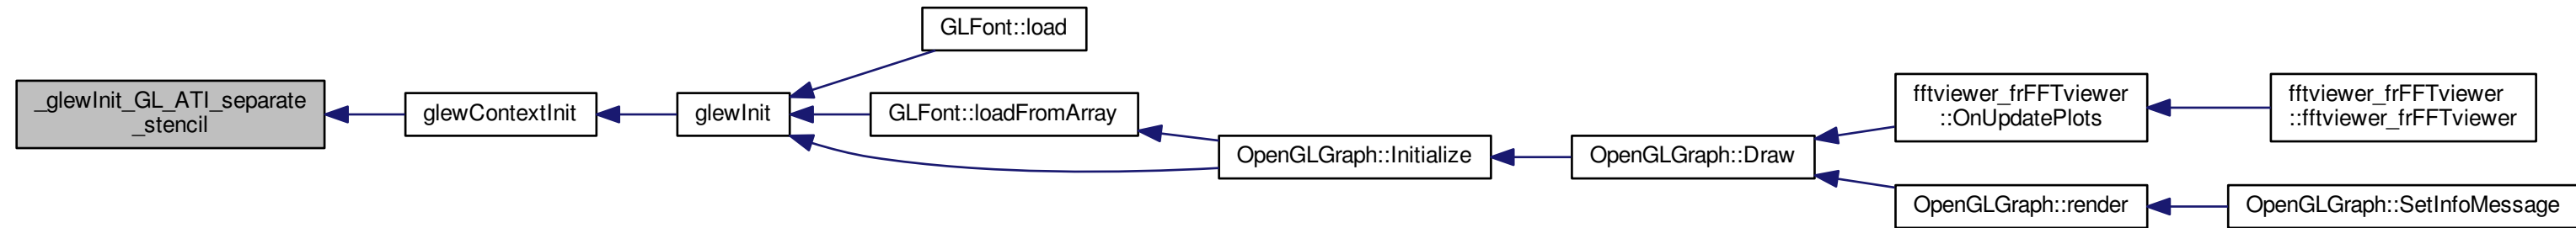 _glewInit_GL_ATI_separate
_stencil
glewContextInit
glewInit
GLFont::load
GLFont::loadFromArray
OpenGLGraph::Initialize
OpenGLGraph::Draw
fftviewer_frFFTviewer
::OnUpdatePlots
fftviewer_frFFTviewer
::fftviewer_frFFTviewer
OpenGLGraph::render
OpenGLGraph::SetInfoMessage